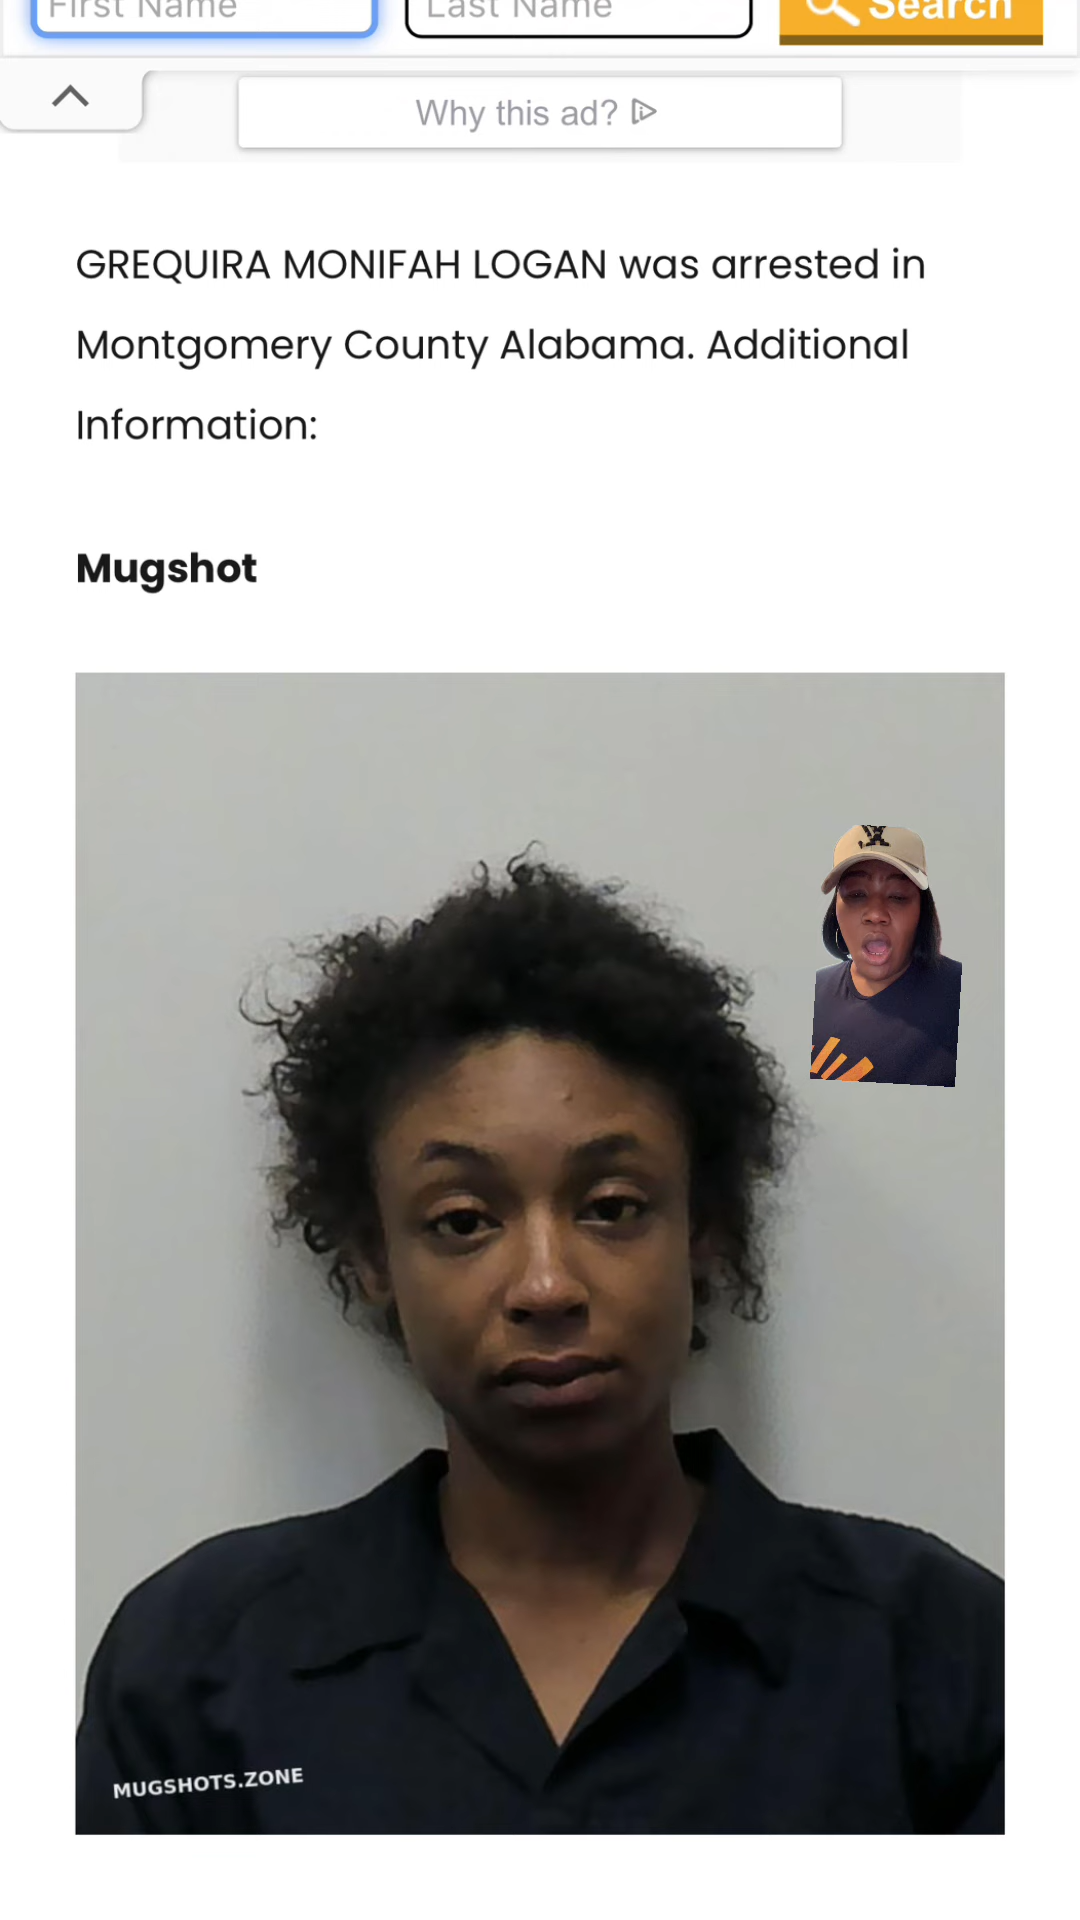 First Name
Last Name
Search
Why this ad?
GREQUIRA MONIFAH LOGAN was arrested in
Montgomery County Alabama. Additional
Information:
Mugshot
MUGSHOTS.ZONE